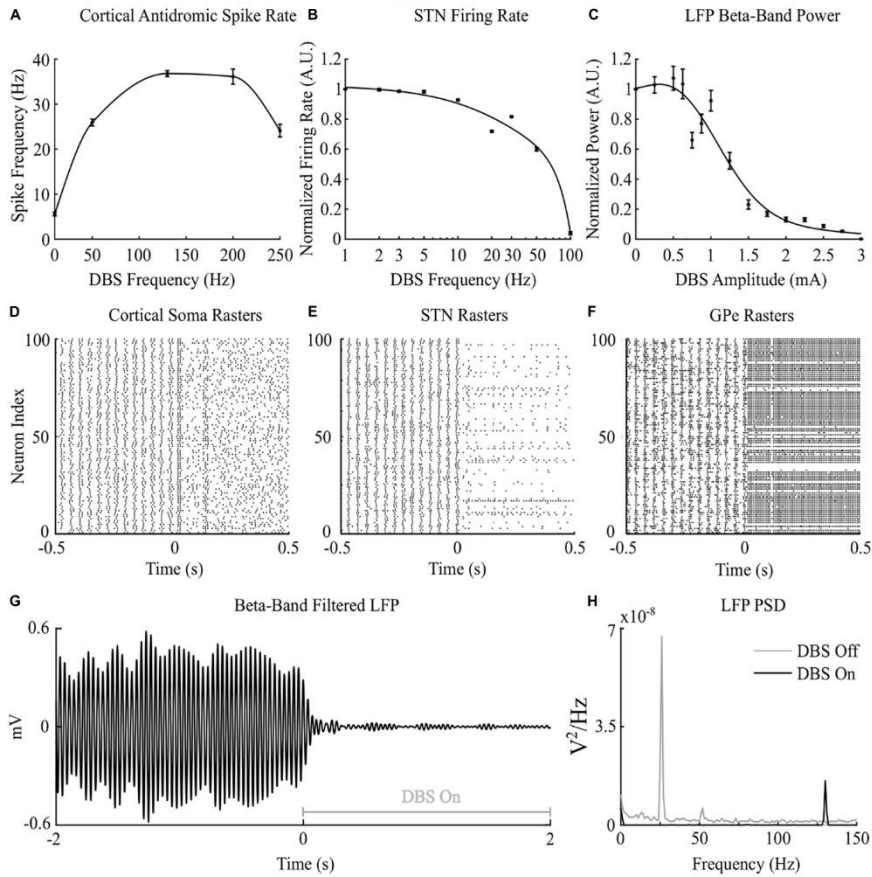 A Cortical Antidromic Spike Rate
Spike Frequency (Hz)
40
30
20
10
0
0 50 100 150 200 250
DBS Frequency (Hz)
B STN Firing Rate
Normalized Firing Rate (A.U.)
1.2
1
0.8
0.6
0.4
0.2
0
1 2 3 5 10 20 30 50 100
DBS Frequency (Hz)
C LFP Beta-Band Power
Normalized Power (A.U.)
1.2
1
0.8
0.6
0.4
0.2
0
0 0.5 1 1.5 2 2.5 3
DBS Amplitude (mA)
D Cortical Soma Rasters
Neuron Index
100
50
0
-0.5 0 0.5
Time (s)
E STN Rasters
100
50
0
-0.5 0 0.5
Time (s)
F GPe Rasters
100
50
0
-0.5 0 0.5
Time (s)
G Beta-Band Filtered LFP
mV
0.6
0
-0.6
DBS On
-2 0 2
Time (s)
H LFP PSD
x10-8
V2/Hz
7
3.5
0
DBS Off
DBS On
0 50 100 150
Frequency (Hz)